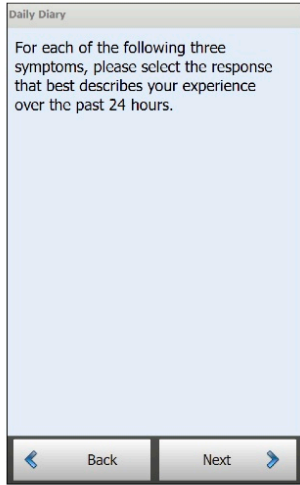 Daily Diary
For each of the following three
symptoms, please select the response
that best describes your experience
over the past 24 hours.
Back
Next